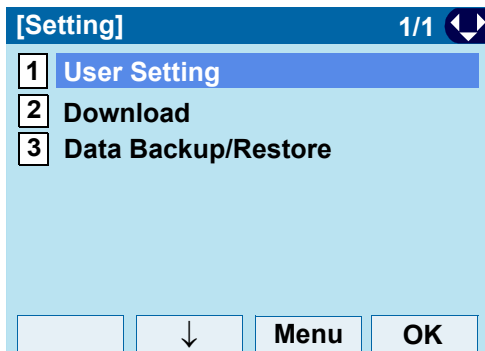 [Setting] 1/1
1 User Setting
2 Download
3 Data Backup/Restore
↓ Menu OK